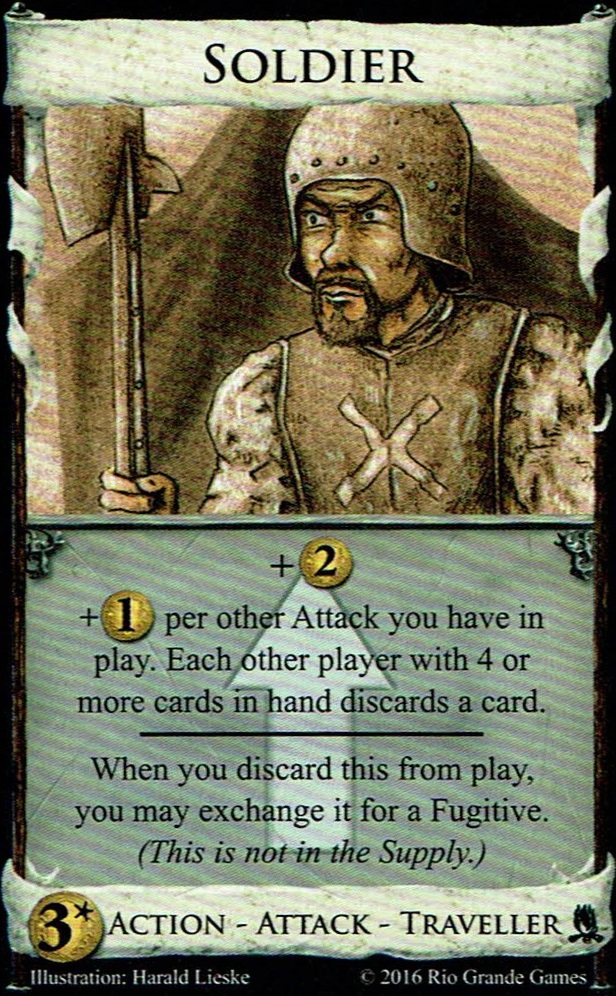 SOLDIER
+2
+1 per other Attack you have in
play. Each other player with 4 or
more cards in hand discards a card.
When you discard this from play,
you may exchange it for a Fugitive.
(This is not in the Supply.)
3* ACTION - ATTACK - TRAVELLER
Illustration: Harald Lieske © 2016 Rio Grande Games